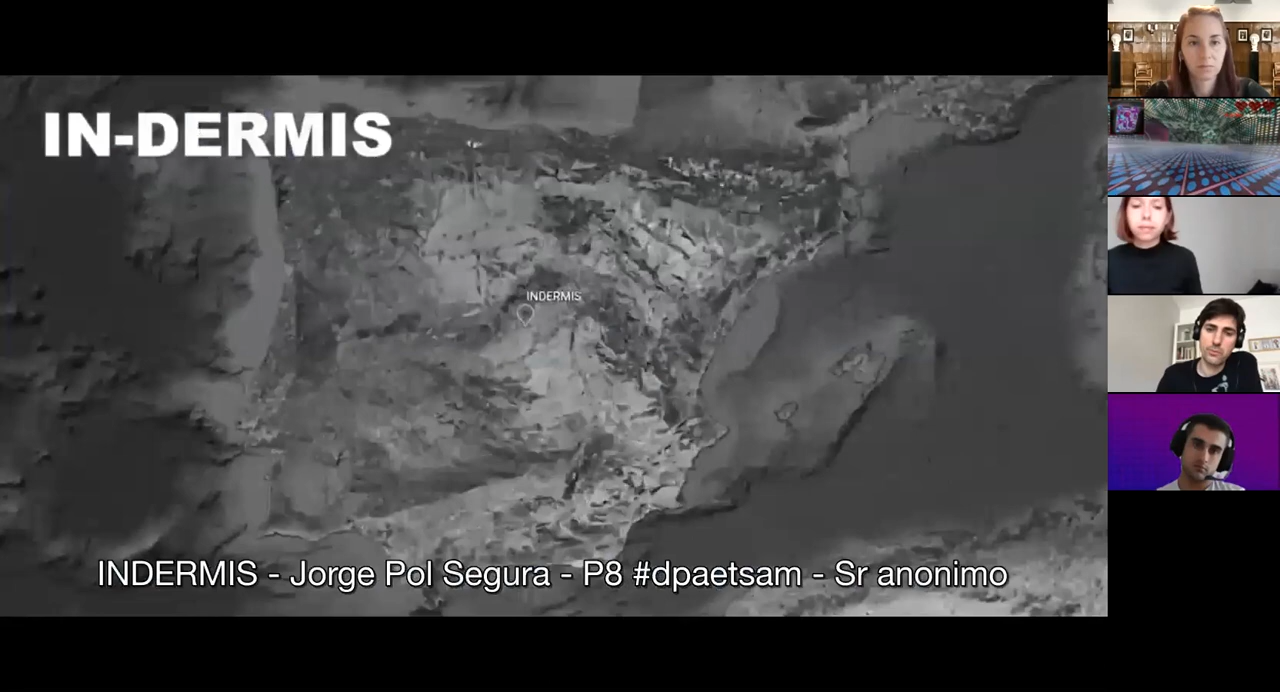 IN-DERMIS
INDERMIS
INDERMIS - Jorge Pol Segura - P8 #dpaetsam - Sr anonimo